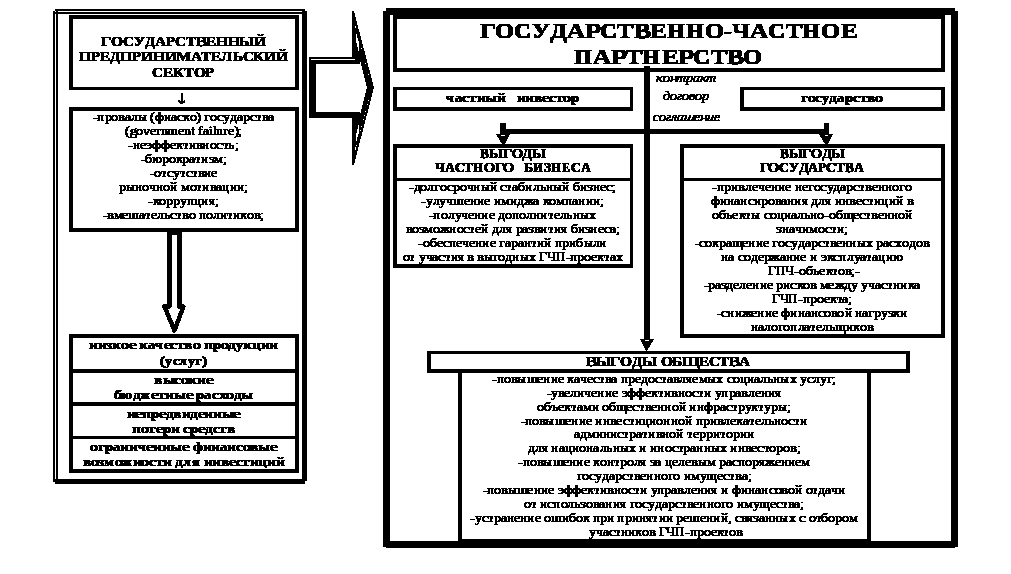 ГОСУДАРСТВЕННЫЙ
ПРЕДПРИНИМАТЕЛЬСКИЙ
СЕКТОР
↓
-провалы (фиаско) государства
(government failure);
-неэффективность;
-бюрократизм;
-отсутствие
рыночной мотивации;
-коррупция;
-вмешательство политиков;
низкое качество продукции
(услуг)
высокие
бюджетные расходы
непредвиденные
потери средств
ограниченные финансовые
возможности для инвестиций
ГОСУДАРСТВЕННО-ЧАСТНОЕ
ПАРТНЕРСТВО
контракт
договор
соглашение
частный инвестор
государство
ВЫГОДЫ
ЧАСТНОГО БИЗНЕСА
-долгосрочный стабильный бизнес;
-улучшение имиджа компании;
-получение дополнительных
возможностей для развития бизнеса;
-обеспечение гарантий прибыли
от участия в выгодных ГЧП-проектах
ВЫГОДЫ
ГОСУДАРСТВА
-привлечение негосударственного
финансирования для инвестиций в
объекты социально-общественной
значимости;
-сокращение государственных расходов
на содержание и эксплуатацию
ГПЧ-объектов;-
-разделение рисков между участника
ГЧП-проекта;
-снижение финансовой нагрузки
налогоплательщиков
ВЫГОДЫ ОБЩЕСТВА
-повышение качества предоставляемых социальных услуг;
-увеличение эффективности управления
объектами общественной инфраструктуры;
-повышение инвестиционной привлекательности
административной территории
для национальных и иностранных инвесторов;
-повышение контроля за целевым распоряжением
государственного имущества;
-повышение эффективности управления и финансовой отдачи
от использования государственного имущества;
-устранение ошибок при принятии решений, связанных с отбором
участников ГЧП-проектов